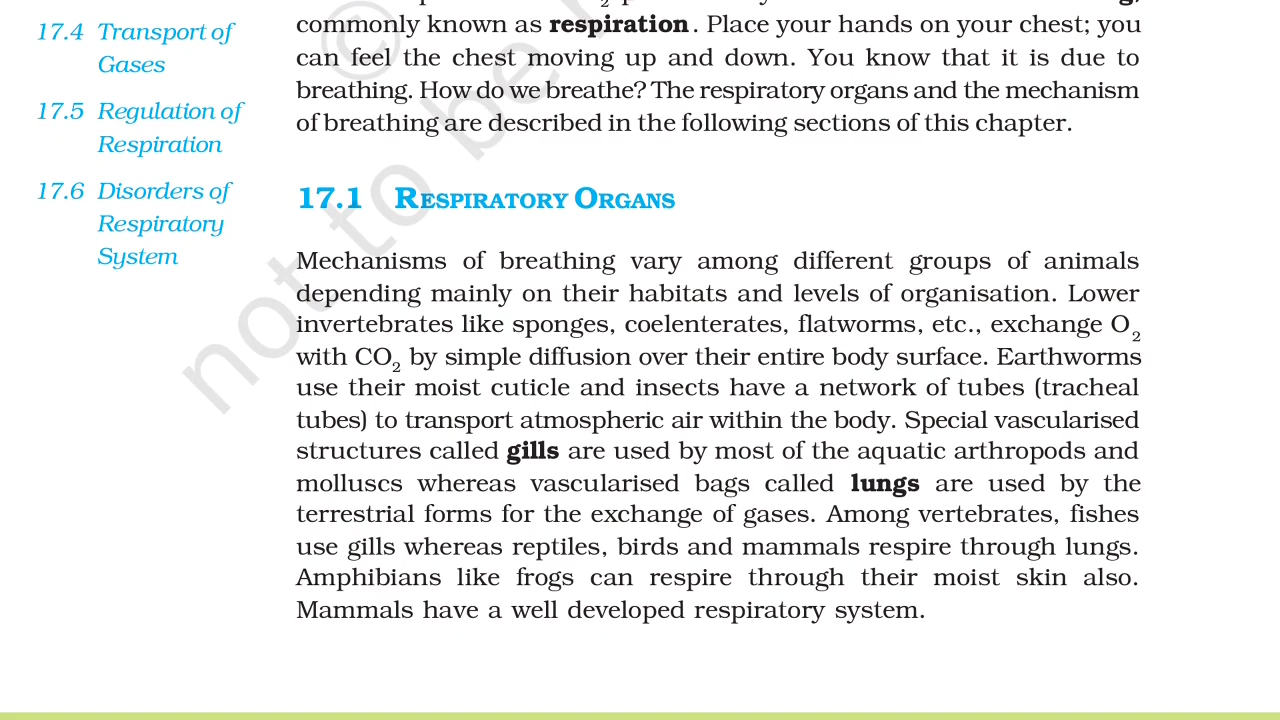 17.4 Transport of
Gases
17.5 Regulation of
Respiration
17.6 Disorders of
Respiratory
System
commonly known as respiration. Place your hands on your chest; you
can feel the chest moving up and down. You know that it is due to
breathing. How do we breathe? The respiratory organs and the mechanism
of breathing are described in the following sections of this chapter.
17.1 RESPIRATORY ORGANS
Mechanisms of breathing vary among different groups of animals
depending mainly on their habitats and levels of organisation. Lower
invertebrates like sponges, coelenterates, flatworms, etc., exchange O₂
with CO₂ by simple diffusion over their entire body surface. Earthworms
use their moist cuticle and insects have a network of tubes (tracheal
tubes) to transport atmospheric air within the body. Special vascularised
structures called gills are used by most of the aquatic arthropods and
molluscs whereas vascularised bags called lungs are used by the
terrestrial forms for the exchange of gases. Among vertebrates, fishes
use gills whereas reptiles, birds and mammals respire through lungs.
Amphibians like frogs can respire through their moist skin also.
Mammals have a well developed respiratory system.
© not to be